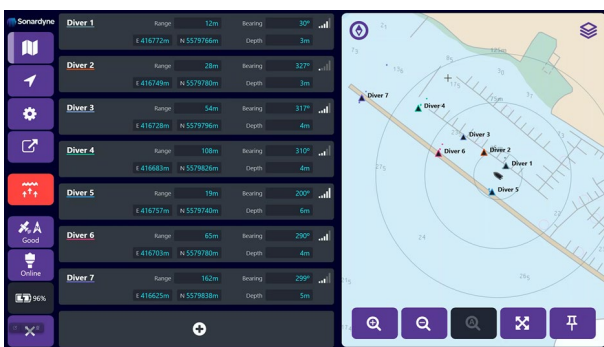 Sonardyne
Diver 1 Range 12m Bearing 30°
E 416772m N 5579766m Depth 3m
Diver 2 Range 28m Bearing 327°
E 416749m N 5579780m Depth 3m
Diver 3 Range 54m Bearing 317°
E 416728m N 5579796m Depth 4m
Diver 4 Range 108m Bearing 310°
E 416683m N 5579826m Depth 4m
Diver 5 Range 19m Bearing 200°
E 416757m N 5579740m Depth 6m
Good
Diver 6 Range 65m Bearing 290°
E 416703m N 5579780m Depth 4m
Online
Diver 7 Range 162m Bearing 299°
E 416625m N 5579838m Depth 5m
96%
125m
75m
Diver 7
Diver 4
Diver 3
Diver 6
Diver 2
Diver 1
Diver 5